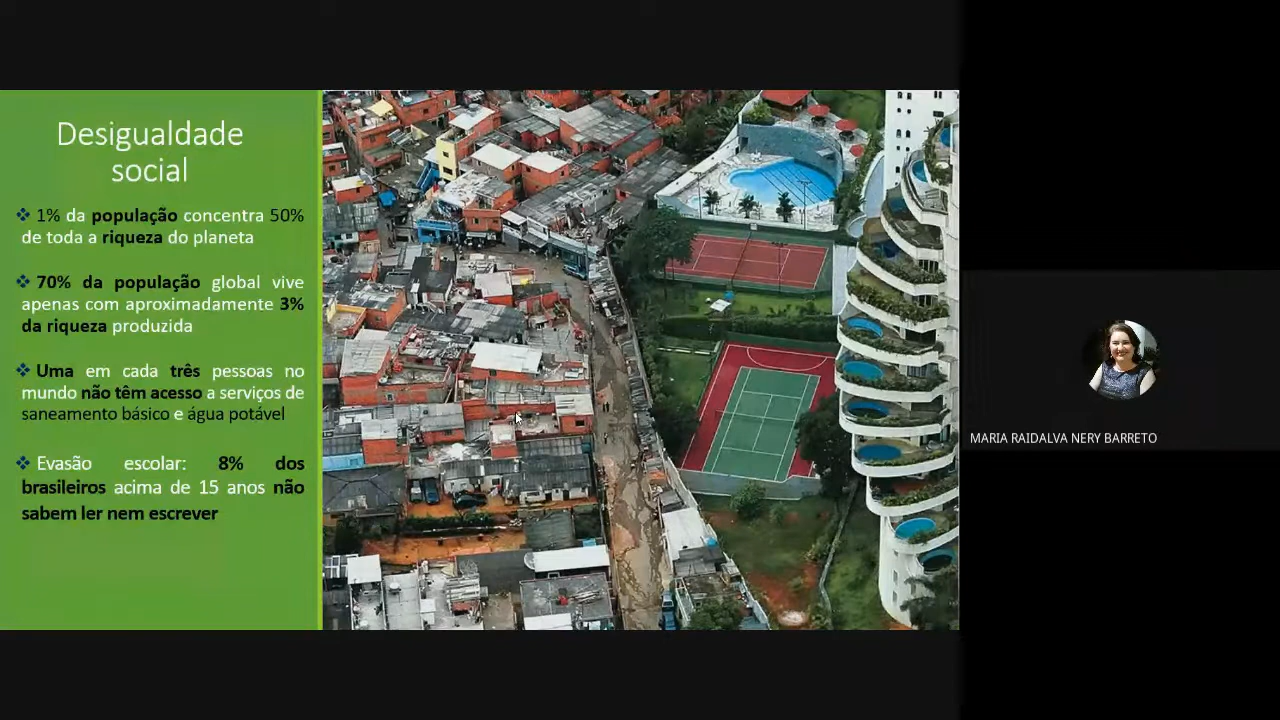 Desigualdade
social
❖ 1% da população concentra 50%
de toda a riqueza do planeta
❖ 70% da população global vive
apenas com aproximadamente 3%
da riqueza produzida
❖ Uma em cada três pessoas no
mundo não têm acesso a serviços de
saneamento básico e água potável
❖ Evasão escolar: 8% dos
brasileiros acima de 15 anos não
sabem ler nem escrever
MARIA RAIDALVA NERY BARRETO